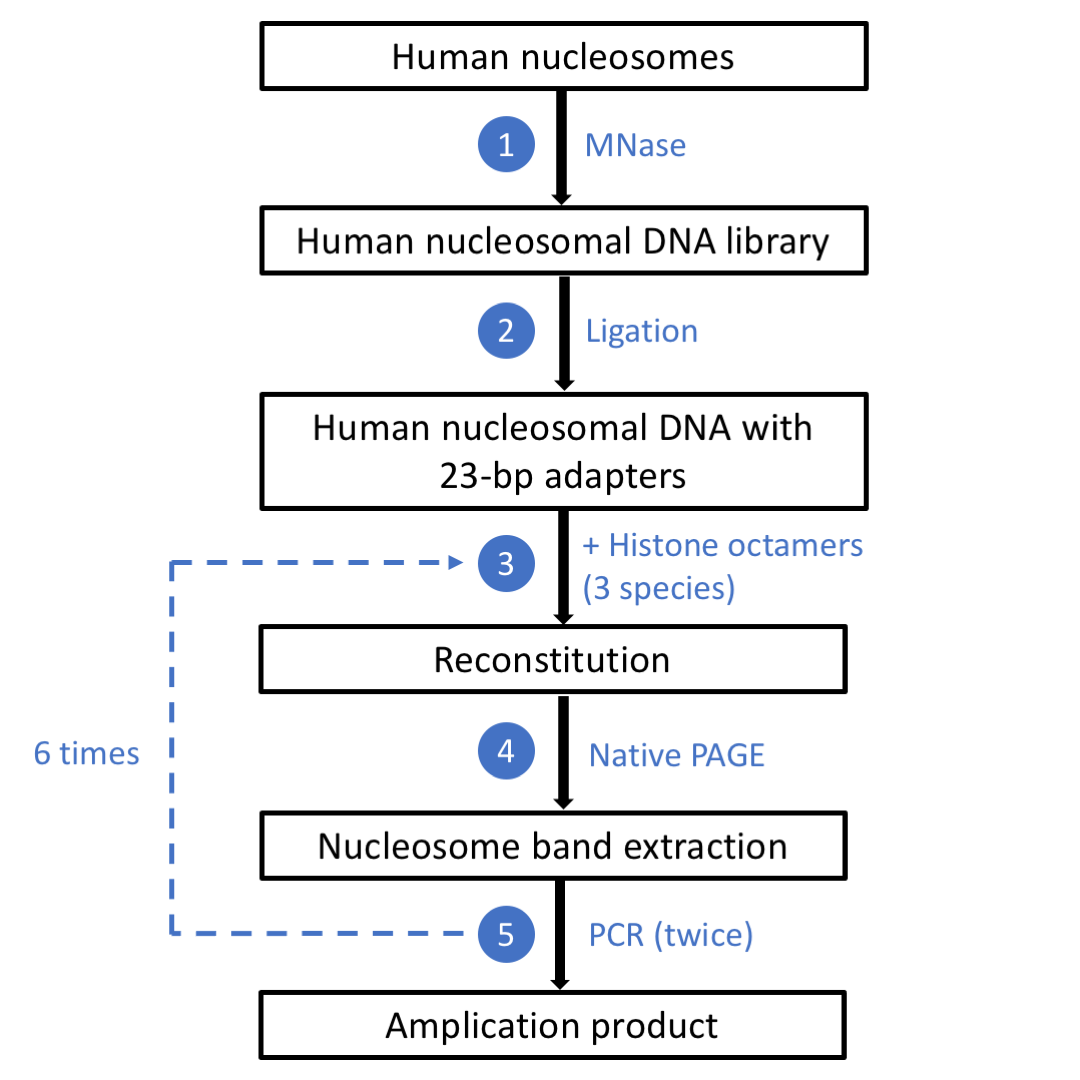 Human nucleosomes
1
MNase
Human nucleosomal DNA library
2
Ligation
Human nucleosomal DNA with
23-bp adapters
3
+ Histone octamers
(3 species)
Reconstitution
6 times
4
Native PAGE
Nucleosome band extraction
5
PCR (twice)
Amplication product